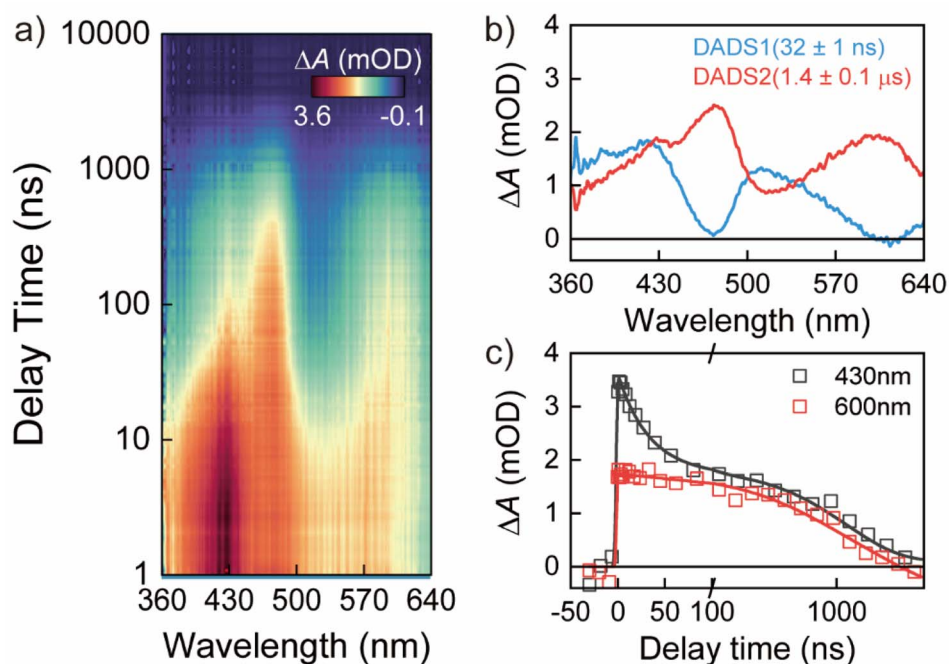 a)
ΔA (mOD)
3.6 -0.1
10000
1000
100
10
1
Delay Time (ns)
360 430 500 570 640
Wavelength (nm)
b)
DADS1(32 ± 1 ns)
DADS2(1.4 ± 0.1 μs)
4
3
2
1
0
ΔA (mOD)
360 430 500 570 640
Wavelength (nm)
c)
430nm
600nm
4
3
2
1
0
ΔA (mOD)
-50 0 50 100 1000
Delay time (ns)